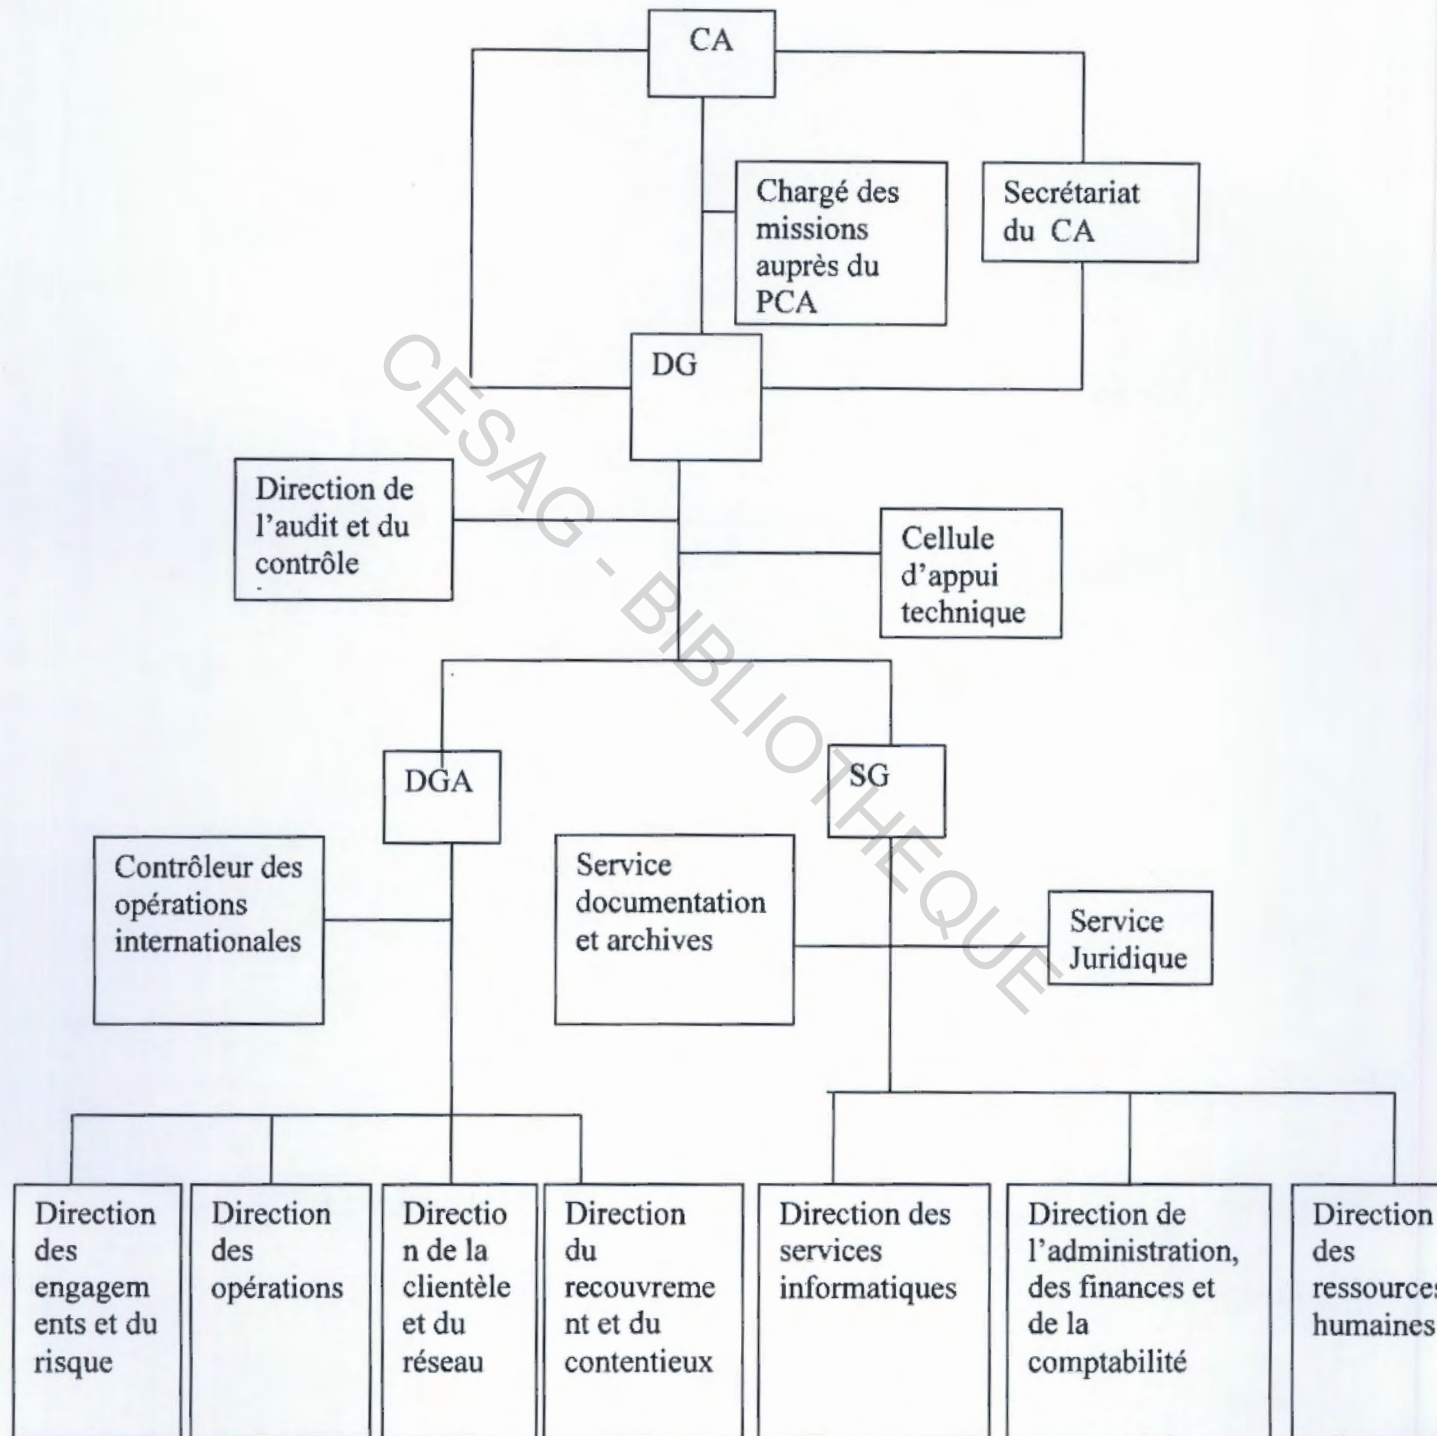 CA
Chargé des
missions
auprès du
PCA
Secrétariat
du CA
DG
Direction de
l'audit et du
contrôle
Cellule
d'appui
technique
DGA
SG
Contrôleur des
opérations
internationales
Service
documentation
et archives
Service
Juridique
Direction
des
engagem
ents et du
risque
Direction
des
opérations
Directio
n de la
clientèle
et du
réseau
Direction
du
recouvreme
nt et du
contentieux
Direction des
services
informatiques
Direction de
l'administration,
des finances et
de la
comptabilité
Direction
des
ressources
humaines
CESAG - BIBLIOTHEQUE